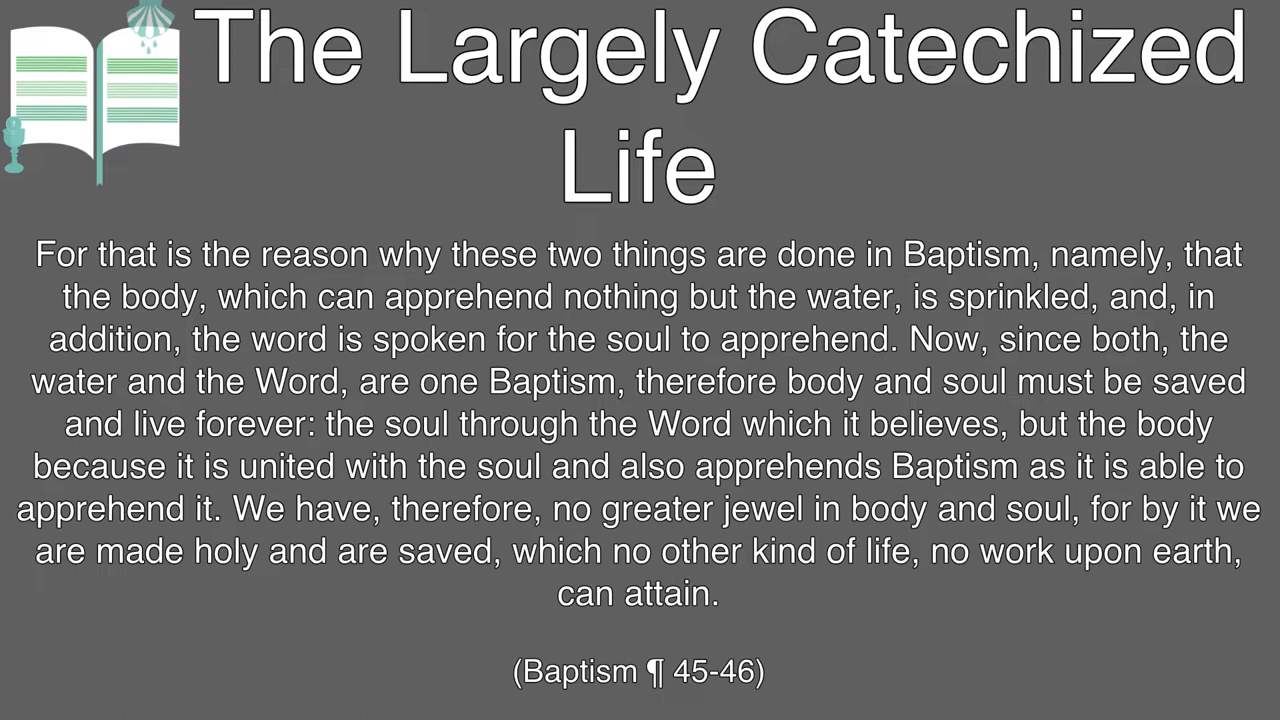 The Largely Catechized
Life
For that is the reason why these two things are done in Baptism, namely, that
the body, which can apprehend nothing but the water, is sprinkled, and, in
addition, the word is spoken for the soul to apprehend. Now, since both, the
water and the Word, are one Baptism, therefore body and soul must be saved
and live forever: the soul through the Word which it believes, but the body
because it is united with the soul and also apprehends Baptism as it is able to
apprehend it. We have, therefore, no greater jewel in body and soul, for by it we
are made holy and are saved, which no other kind of life, no work upon earth,
can attain.
(Baptism ¶ 45-46)